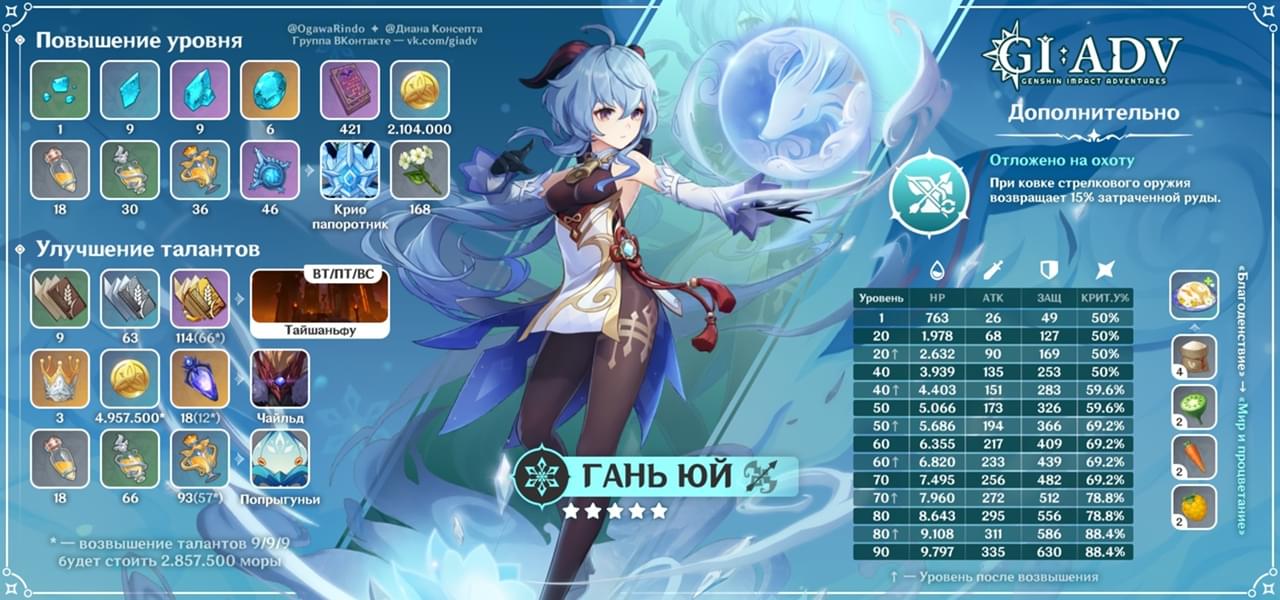 Повышение уровня
@OgawaRindo ✦ @Диана Консепта
Группа ВКонтакте — vk.com/giadv
1 9 9 6 421 2.104.000
18 30 36 46 Крио папоротник 168
Улучшение талантов
ВТ/ПТ/ВС
Тайшаньфу
9 63 114(66*)
3 4.957.500* 18(12*) Чайльд
18 66 93(57*) Попрыгуньи
* — возвышение талантов 9/9/9
будет стоить 2.857.500 моры
ГАНЬ ЮЙ
GI·ADV
GENSHIN IMPACT ADVENTURES
Дополнительно
Отложено на охоту
При ковке стрелкового оружия
возвращает 15% затраченной руды.
Уровень HP АТК ЗАЩ КРИТ.У%
1 763 26 49 50%
20 1.978 68 127 50%
20↑ 2.632 90 169 50%
40 3.939 135 253 50%
40↑ 4.403 151 283 59.6%
50 5.066 173 326 59.6%
50↑ 5.686 194 366 69.2%
60 6.355 217 409 69.2%
60↑ 6.820 233 439 69.2%
70 7.495 256 482 69.2%
70↑ 7.960 272 512 78.8%
80 8.643 295 556 78.8%
80↑ 9.108 311 586 88.4%
90 9.797 335 630 88.4%
↑ — Уровень после возвышения
4
2
2
2
«Благоденствие» → «Мир и процветание»